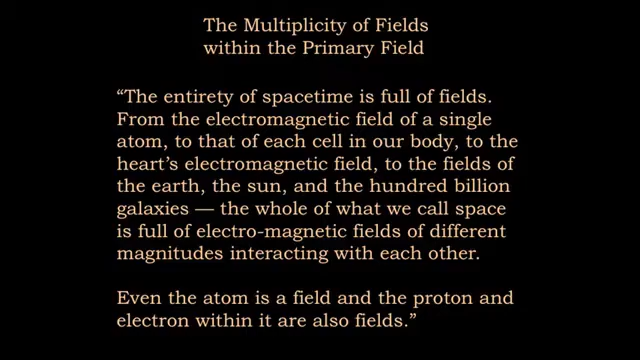 The Multiplicity of Fields
within the Primary Field
“The entirety of spacetime is full of fields.
From the electromagnetic field of a single
atom, to that of each cell in our body, to the
heart’s electromagnetic field, to the fields of
the earth, the sun, and the hundred billion
galaxies — the whole of what we call space
is full of electro-magnetic fields of different
magnitudes interacting with each other.
Even the atom is a field and the proton and
electron within it are also fields.”